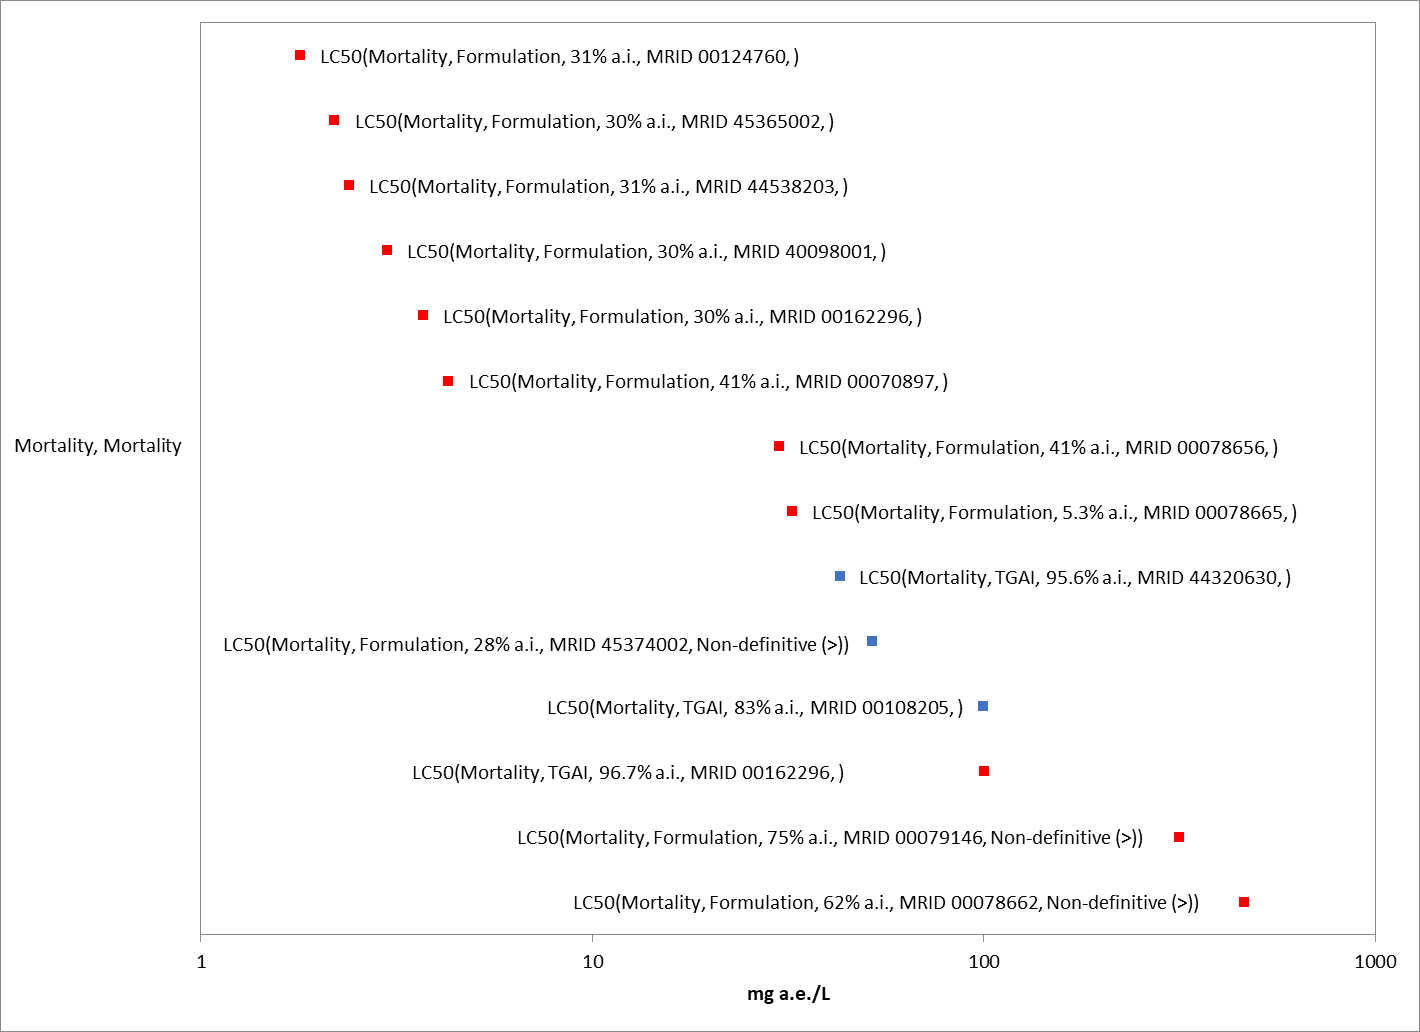 LC50(Mortality, Formulation, 31% a.i., MRID 00124760, )
LC50(Mortality, Formulation, 30% a.i., MRID 45365002, )
LC50(Mortality, Formulation, 31% a.i., MRID 44538203, )
LC50(Mortality, Formulation, 30% a.i., MRID 40098001, )
LC50(Mortality, Formulation, 30% a.i., MRID 00162296, )
LC50(Mortality, Formulation, 41% a.i., MRID 00070897, )
Mortality, Mortality
LC50(Mortality, Formulation, 41% a.i., MRID 00078656, )
LC50(Mortality, Formulation, 5.3% a.i., MRID 00078665, )
LC50(Mortality, TGAI, 95.6% a.i., MRID 44320630, )
LC50(Mortality, Formulation, 28% a.i., MRID 45374002, Non-definitive (>))
LC50(Mortality, TGAI, 83% a.i., MRID 00108205, )
LC50(Mortality, TGAI, 96.7% a.i., MRID 00162296, )
LC50(Mortality, Formulation, 75% a.i., MRID 00079146, Non-definitive (>))
LC50(Mortality, Formulation, 62% a.i., MRID 00078662, Non-definitive (>))
1 10 100 1000
mg a.e./L